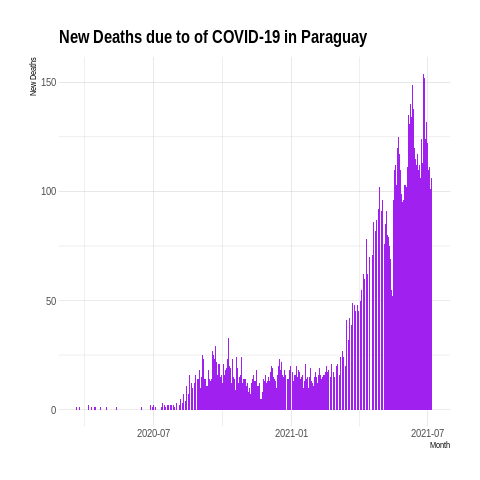 New Deaths due to of COVID-19 in Paraguay
New Deaths
150
100
50
0
2020-07
2021-01
2021-07
Month